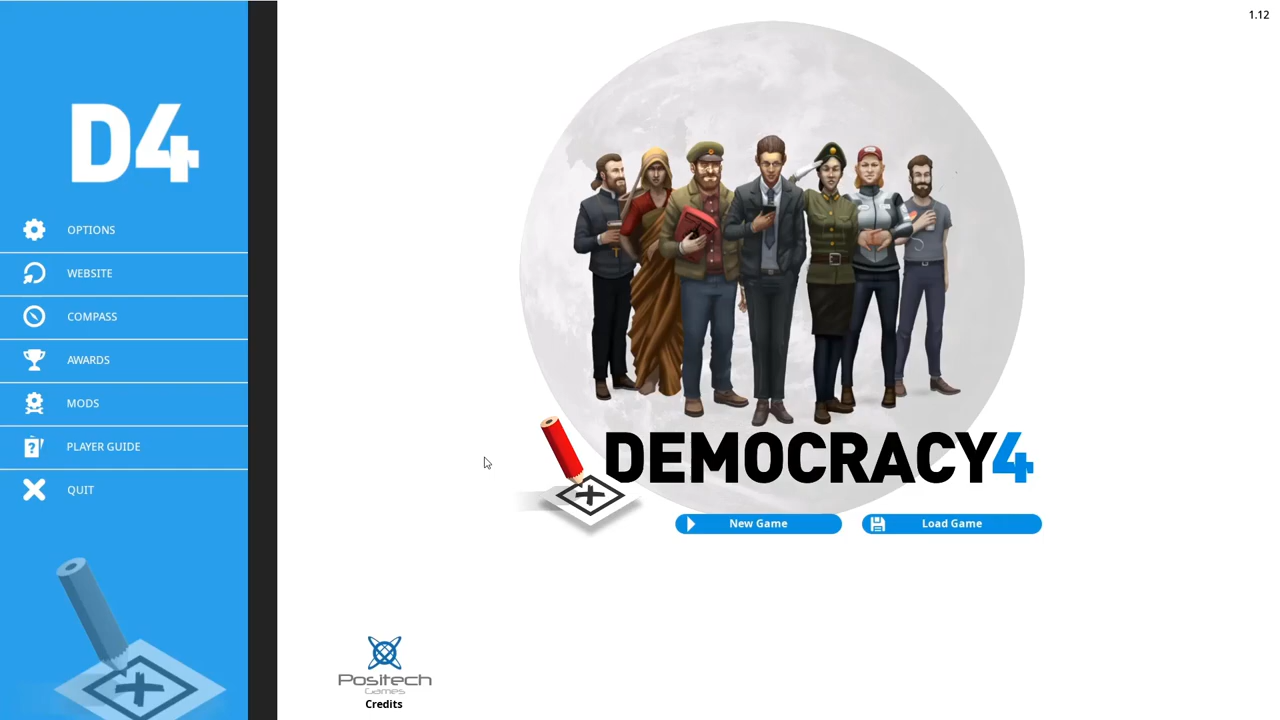 1.12
D4
OPTIONS
WEBSITE
COMPASS
AWARDS
MODS
PLAYER GUIDE
QUIT
DEMOCRACY4
New Game
Load Game
Positech
Games
Credits